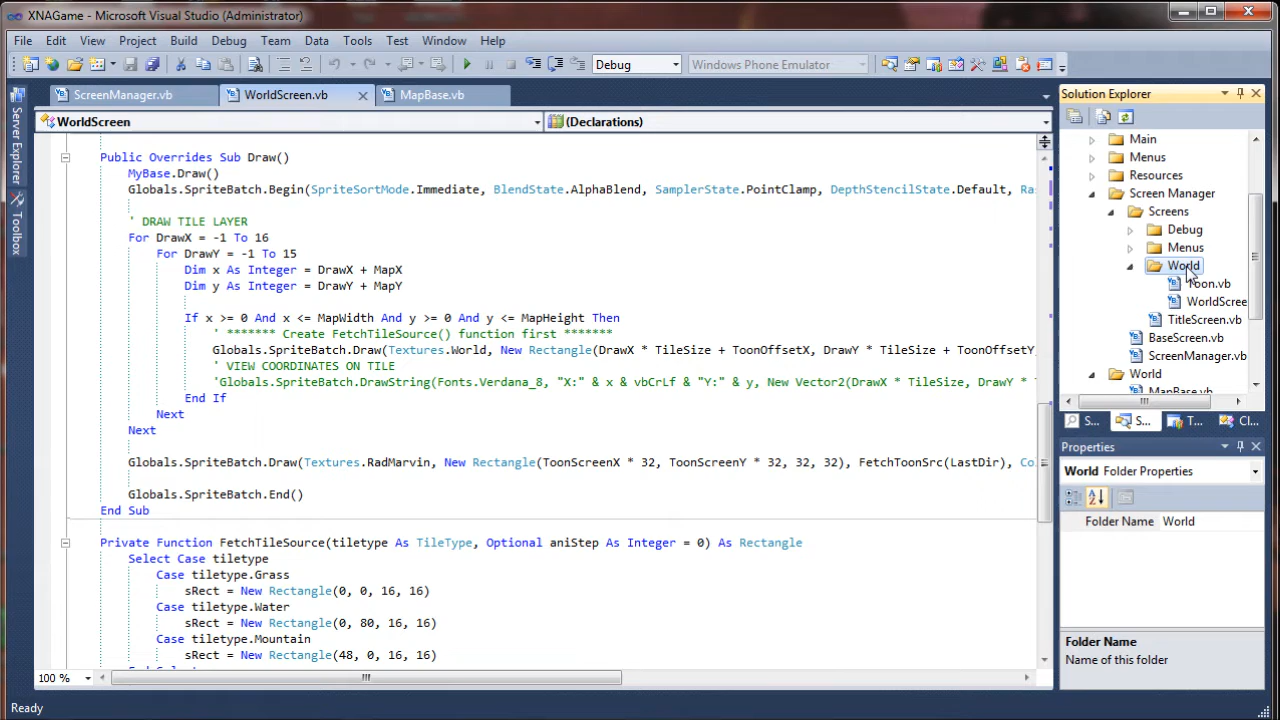 XNAGame - Microsoft Visual Studio (Administrator)
File Edit View Project Build Debug Team Data Tools Test Window Help
Debug Windows Phone Emulator
Server Explorer
Toolbox
ScreenManager.vb WorldScreen.vb MapBase.vb
WorldScreen (Declarations)
Public Overrides Sub Draw()
MyBase.Draw()
Globals.SpriteBatch.Begin(SpriteSortMode.Immediate, BlendState.AlphaBlend, SamplerState.PointClamp, DepthStencilState.Default, Ra
' DRAW TILE LAYER
For DrawX = -1 To 16
For DrawY = -1 To 15
Dim x As Integer = DrawX + MapX
Dim y As Integer = DrawY + MapY
If x >= 0 And x <= MapWidth And y >= 0 And y <= MapHeight Then
' ******* Create FetchTileSource() function first *******
Globals.SpriteBatch.Draw(Textures.World, New Rectangle(DrawX * TileSize + ToonOffsetX, DrawY * TileSize + ToonOffsetY
' VIEW COORDINATES ON TILE
'Globals.SpriteBatch.DrawString(Fonts.Verdana_8, "X:" & x & vbCrLf & "Y:" & y, New Vector2(DrawX * TileSize, DrawY *
End If
Next
Next
Globals.SpriteBatch.Draw(Textures.RadMarvin, New Rectangle(ToonScreenX * 32, ToonScreenY * 32, 32, 32), FetchToonSrc(LastDir), Co
Globals.SpriteBatch.End()
End Sub
Private Function FetchTileSource(tiletype As TileType, Optional aniStep As Integer = 0) As Rectangle
Select Case tiletype
Case tiletype.Grass
sRect = New Rectangle(0, 0, 16, 16)
Case tiletype.Water
sRect = New Rectangle(0, 80, 16, 16)
Case tiletype.Mountain
sRect = New Rectangle(48, 0, 16, 16)
100 %
Solution Explorer
Main
Menus
Resources
Screen Manager
Screens
Debug
Menus
World
Toon.vb
WorldScree
TitleScreen.vb
BaseScreen.vb
ScreenManager.vb
World
MapBase.vb
S... S... T... Cl...
Properties
World Folder Properties
Folder Name World
Folder Name
Name of this folder
Ready